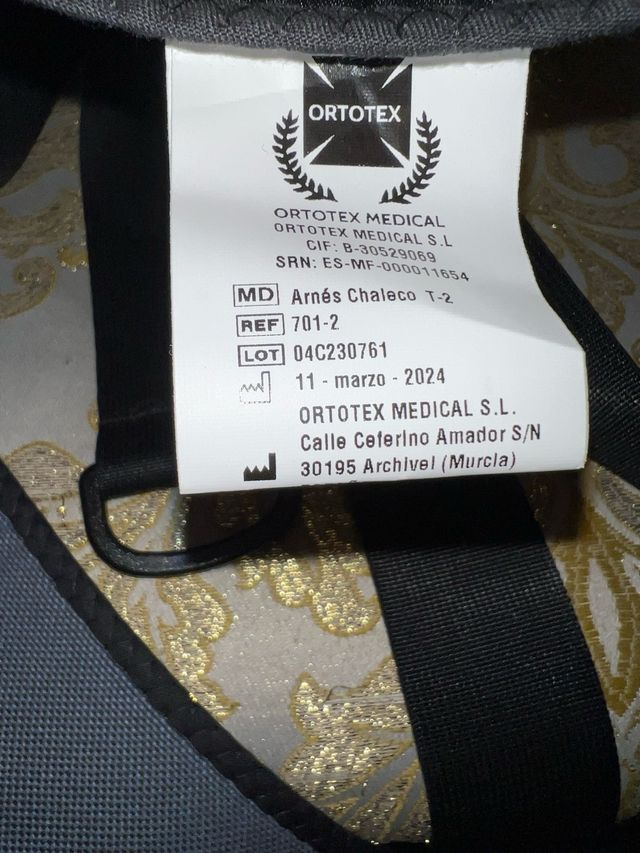 ORTOTEX
ORTOTEX MEDICAL
ORTOTEX MEDICAL S.L
CIF: B-30529069
SRN: ES-MF-000011654
MD Arnés Chaleco T-2
REF 701-2
LOT 04C230761
11 - marzo - 2024
ORTOTEX MEDICAL S.L.
Calle Ceferino Amador S/N
30195 Archivel (Murcia)